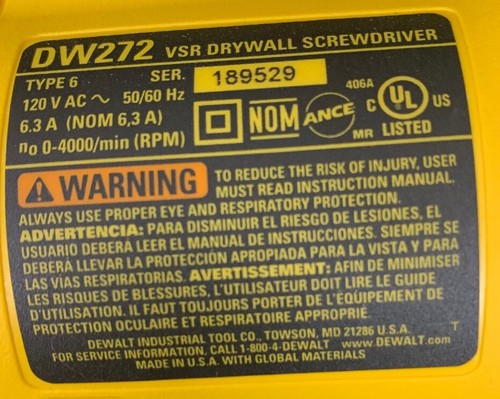 DW272 VSR DRYWALL SCREWDRIVER
TYPE 6 SER. 189529
120 V AC ~ 50/60 Hz
6.3 A (NOM 6,3 A)
n₀ 0-4000/min (RPM)
NOM ANCE 406A C UL US
MR LISTED
WARNING TO REDUCE THE RISK OF INJURY, USER
MUST READ INSTRUCTION MANUAL.
ALWAYS USE PROPER EYE AND RESPIRATORY PROTECTION.
ADVERTENCIA: PARA DISMINUIR EL RIESGO DE LESIONES, EL
USUARIO DEBERÁ LEER EL MANUAL DE INSTRUCCIONES. SIEMPRE SE
DEBERÁ LLEVAR LA PROTECCIÓN APROPIADA PARA LA VISTA Y PARA
LAS VÍAS RESPIRATORIAS. AVERTISSEMENT: AFIN DE MINIMISER
LES RISQUES DE BLESSURES, L'UTILISATEUR DOIT LIRE LE GUIDE
D'UTILISATION. IL FAUT TOUJOURS PORTER DE L'ÉQUIPEMENT DE
PROTECTION OCULAIRE ET RESPIRATOIRE APPROPRIÉ.
DEWALT INDUSTRIAL TOOL CO., TOWSON, MD 21286 U.S.A. T
FOR SERVICE INFORMATION, CALL 1-800-4-DEWALT www.DEWALT.com
MADE IN U.S.A. WITH GLOBAL MATERIALS